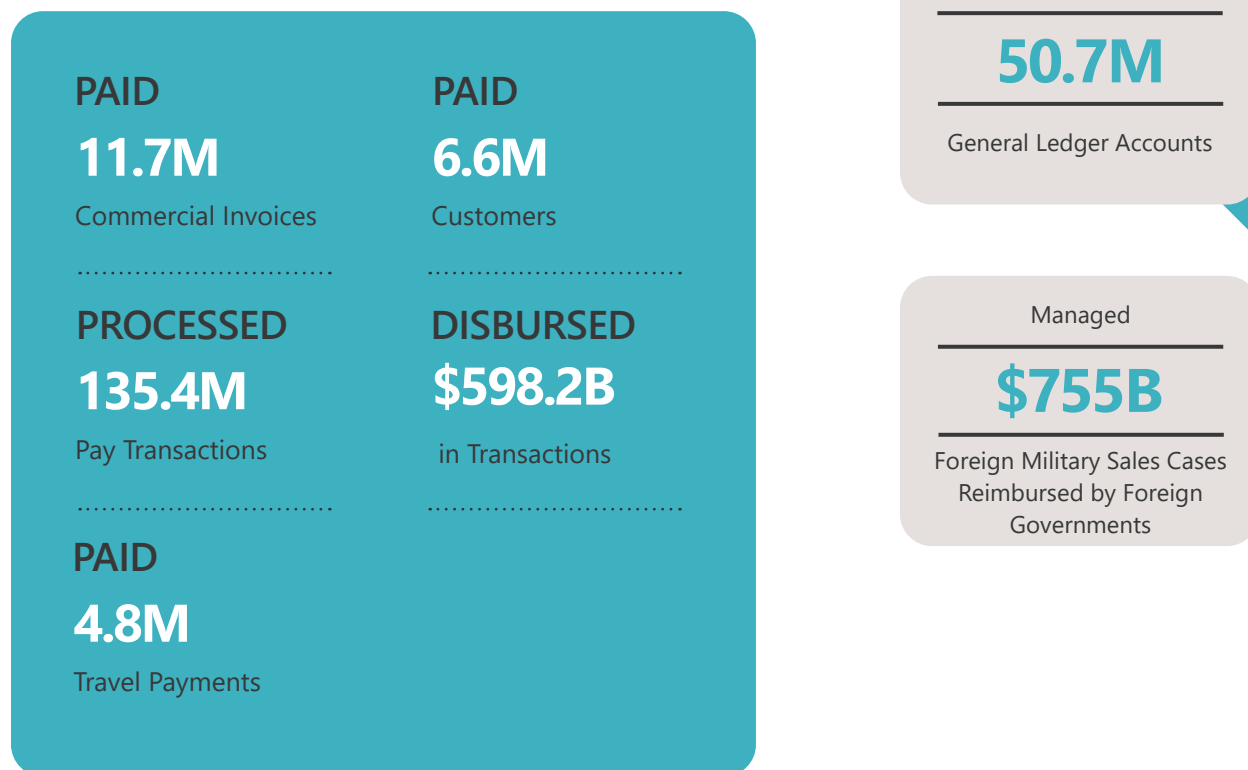 PAID
11.7M
Commercial Invoices
PAID
6.6M
Customers
PROCESSED
135.4M
Pay Transactions
DISBURSED
$598.2B
in Transactions
PAID
4.8M
Travel Payments
50.7M
General Ledger Accounts
Managed
$755B
Foreign Military Sales Cases
Reimbursed by Foreign
Governments